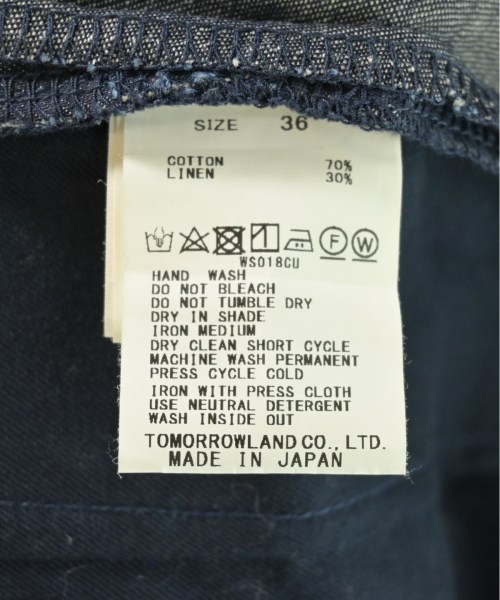 SIZE 36
COTTON 70%
LINEN 30%
F W
WS018CU
HAND WASH
DO NOT BLEACH
DO NOT TUMBLE DRY
DRY IN SHADE
IRON MEDIUM
DRY CLEAN SHORT CYCLE
MACHINE WASH PERMANENT
PRESS CYCLE COLD
IRON WITH PRESS CLOTH
USE NEUTRAL DETERGENT
WASH INSIDE OUT
TOMORROWLAND CO., LTD.
MADE IN JAPAN